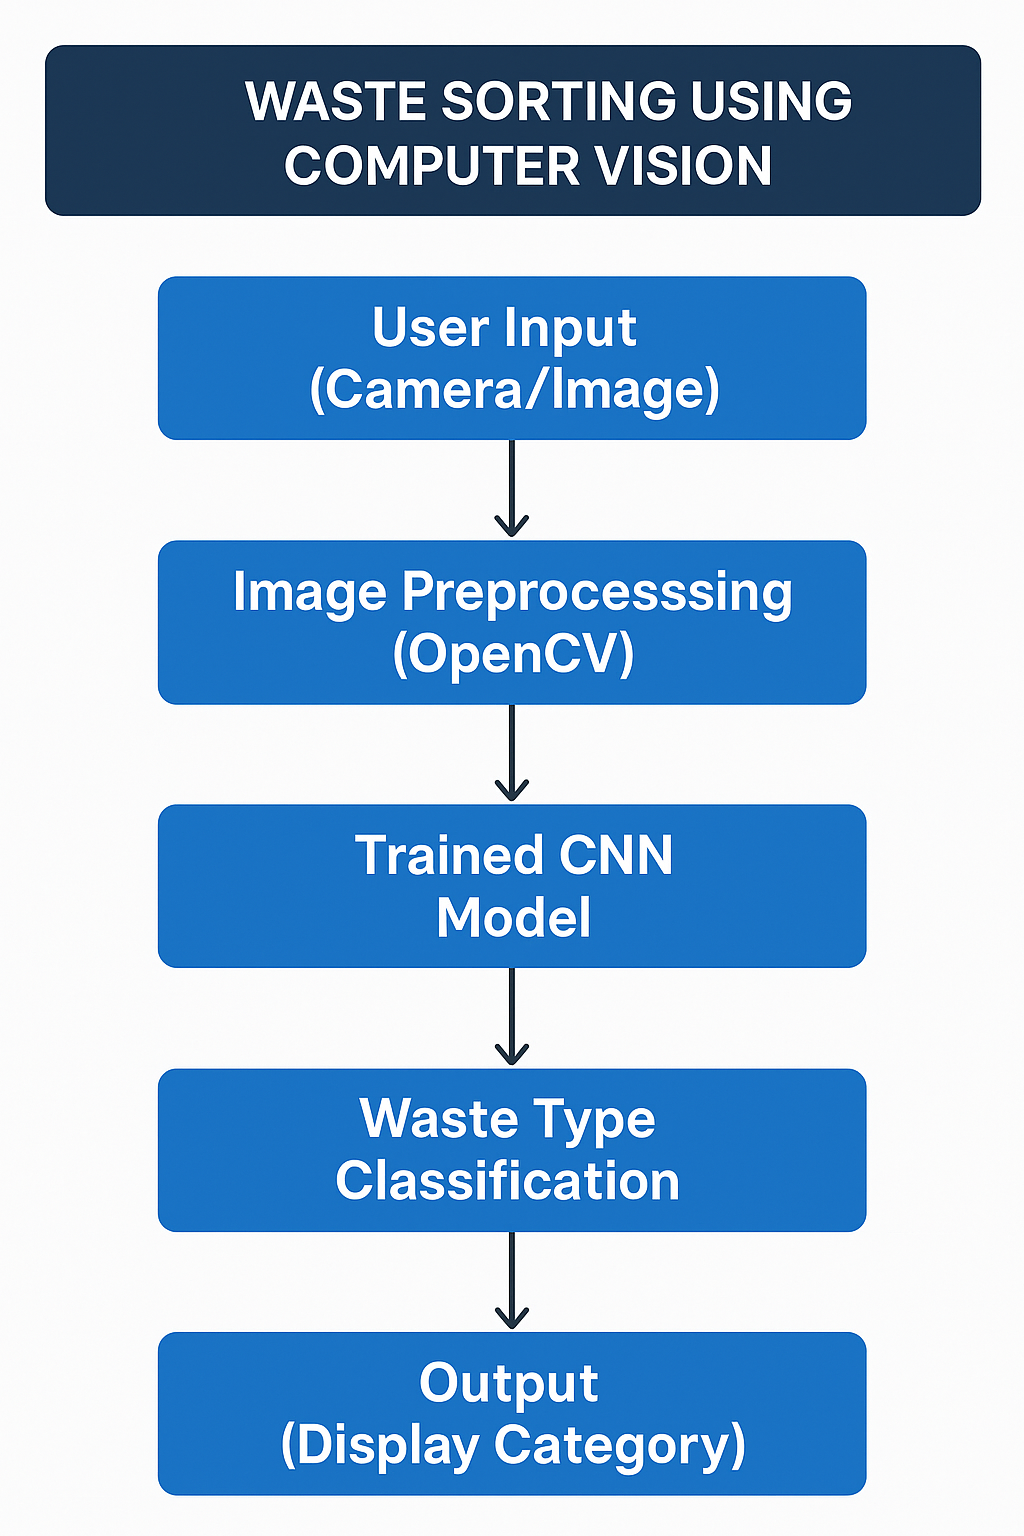 WASTE SORTING USING
COMPUTER VISION
User Input
(Camera/Image)
Image Preprocesssing
(OpenCV)
Trained CNN
Model
Waste Type
Classification
Output
(Display Category)